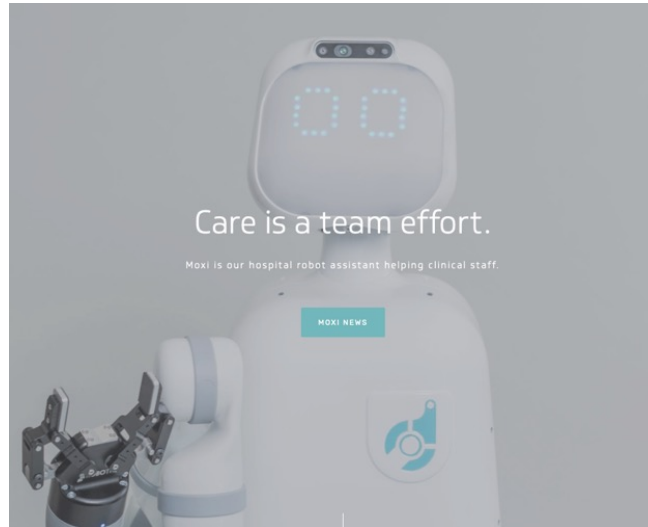 Care is a team effort.
Moxi is our hospital robot assistant helping clinical staff.
MOXI NEWS